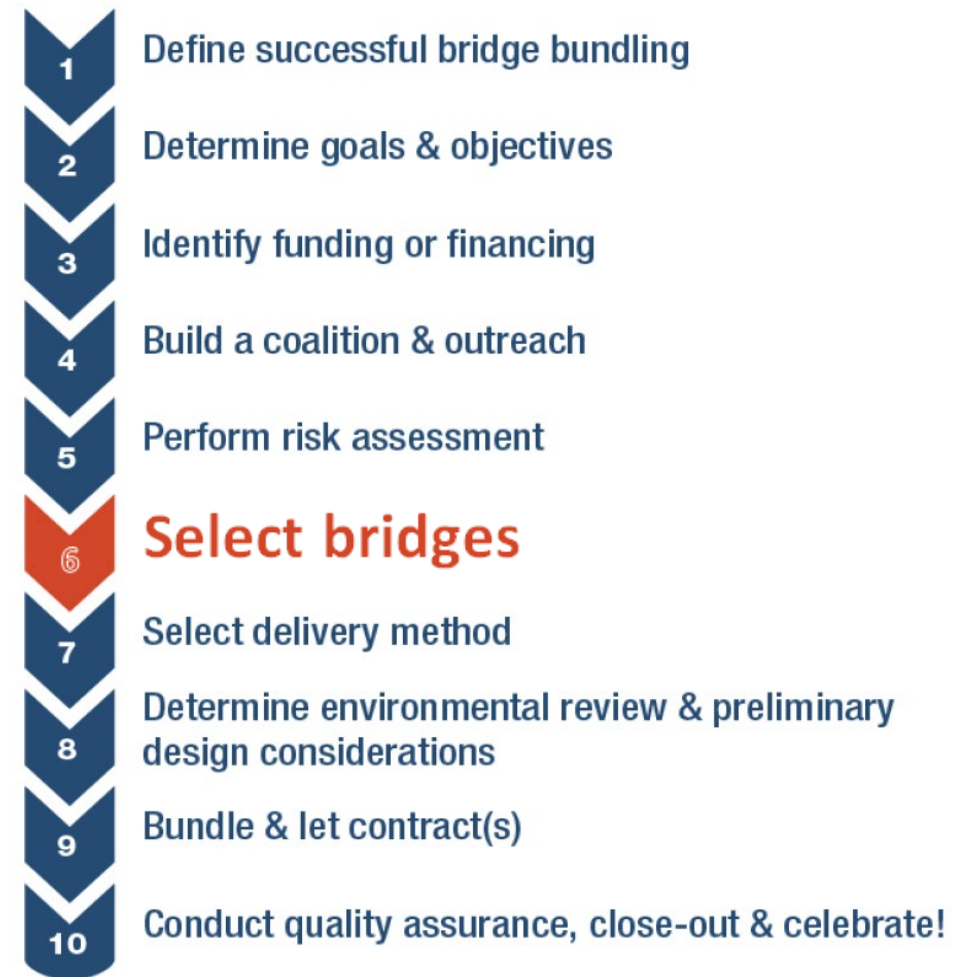 1
Define successful bridge bundling
2
Determine goals & objectives
3
Identify funding or financing
4
Build a coalition & outreach
5
Perform risk assessment
6
Select bridges
7
Select delivery method
8
Determine environmental review & preliminary
design considerations
9
Bundle & let contract(s)
10
Conduct quality assurance, close-out & celebrate!